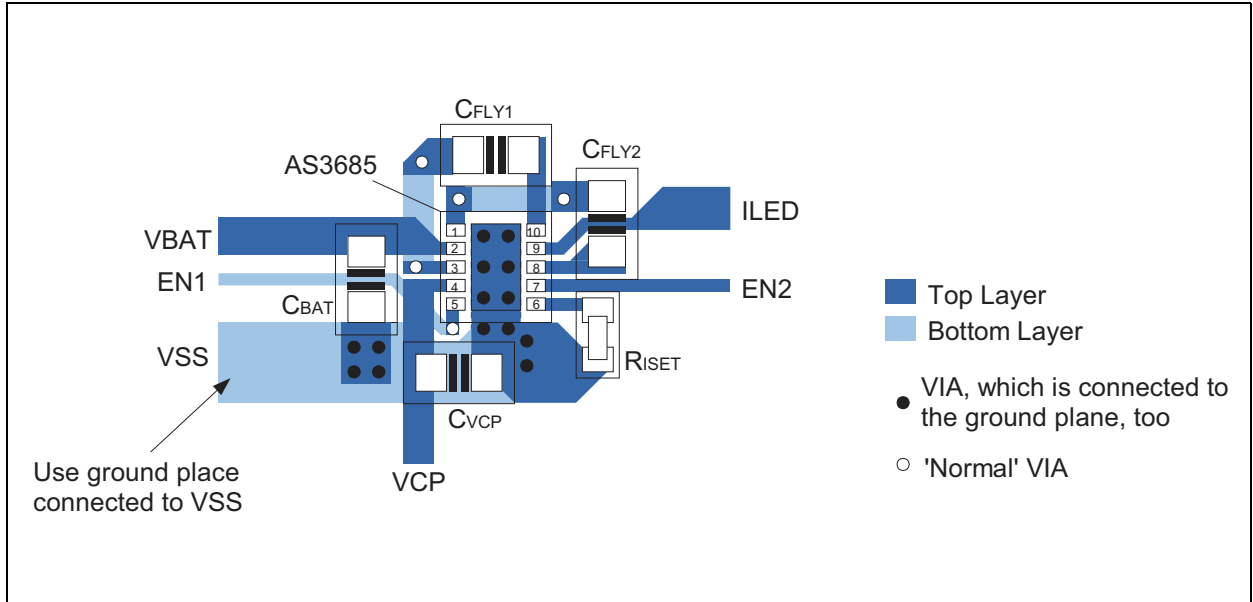 CFLY1
CFLY2
AS3685
ILED
VBAT
1
10
2
9
3
8
EN1
4
7
EN2
5
6
CBAT
Top Layer
Bottom Layer
VSS
RISET
VIA, which is connected to
the ground plane, too
CVCP
'Normal' VIA
Use ground place
connected to VSS
VCP